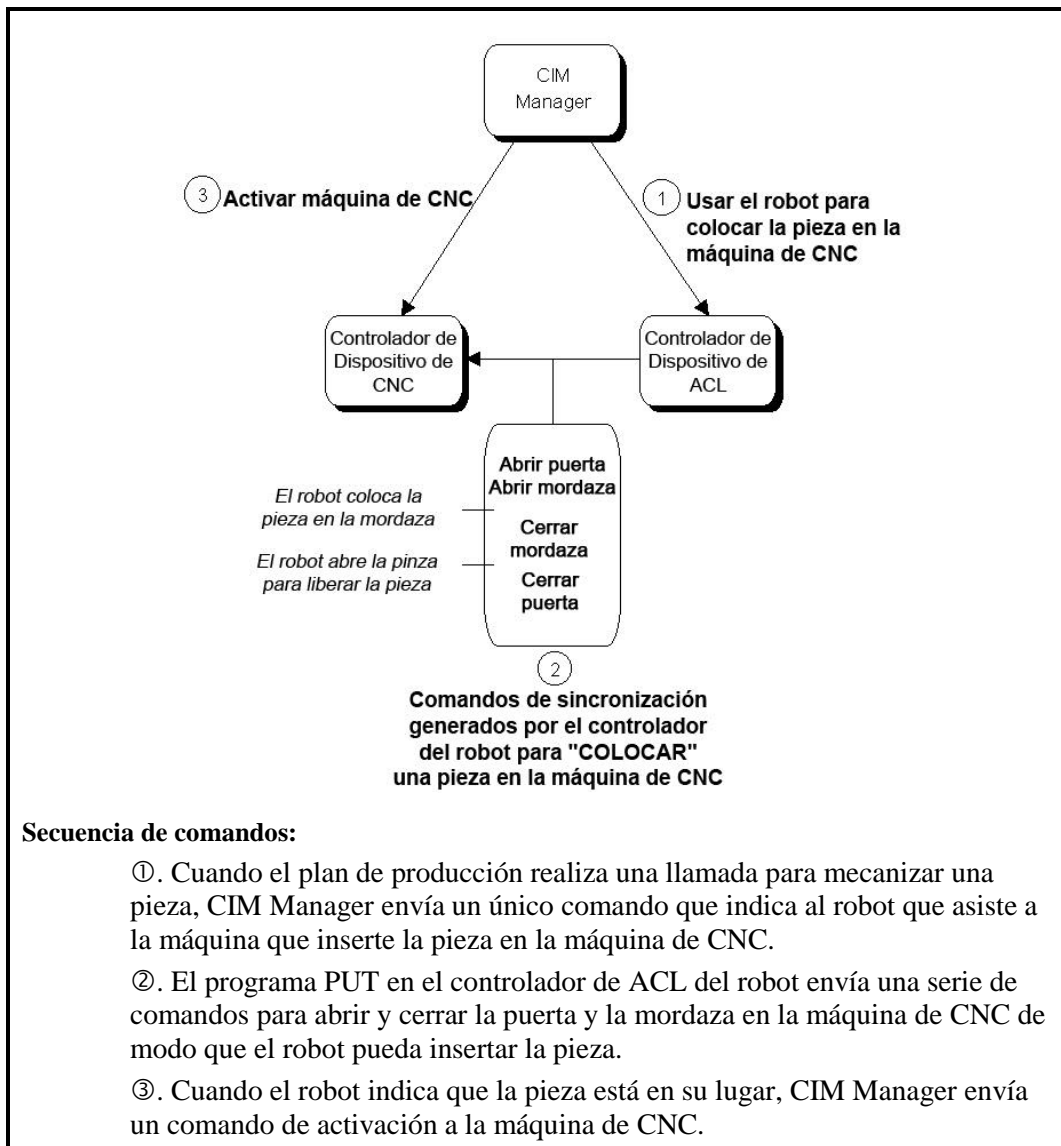 CIM
Manager
3
Activar máquina de CNC
1
Usar el robot para
colocar la pieza en la
máquina de CNC
Controlador de
Dispositivo de
CNC
Controlador de
Dispositivo de
ACL
Abrir puerta
Abrir mordaza
El robot coloca la
pieza en la mordaza
Cerrar
mordaza
El robot abre la pinza
para liberar la pieza
Cerrar
puerta
2
Comandos de sincronización
generados por el controlador
del robot para "COLOCAR"
una pieza en la máquina de CNC
Secuencia de comandos:
①. Cuando el plan de producción realiza una llamada para mecanizar una
pieza, CIM Manager envía un único comando que indica al robot que asiste a
la máquina que inserte la pieza en la máquina de CNC.
②. El programa PUT en el controlador de ACL del robot envía una serie de
comandos para abrir y cerrar la puerta y la mordaza en la máquina de CNC de
modo que el robot pueda insertar la pieza.
③. Cuando el robot indica que la pieza está en su lugar, CIM Manager envía
un comando de activación a la máquina de CNC.